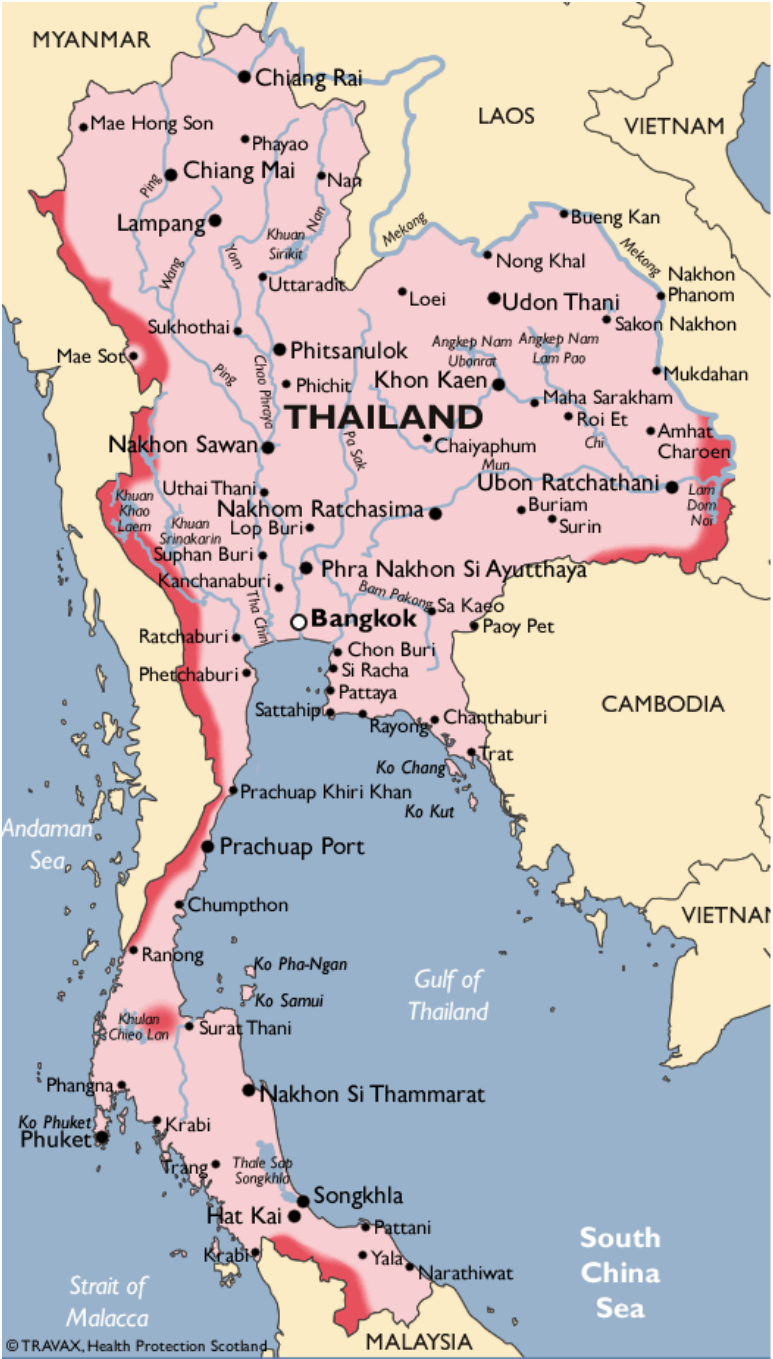 MYANMAR
Chiang Rai
LAOS
VIETNAM
Mae Hong Son
Phayao
Chiang Mai
Nan
Ping
Lampang
Khuan
Sirikit
Nan
Mekong
Bueng Kan
Mekong
Wang
Yom
Nong Khal
Nakhon
Phanom
Uttaradit
Loei
Udon Thani
Sakon Nakhon
Sukhothai
Phitsanulok
Angkep Nam
Ubonrat
Angkep Nam
Lam Pao
Mae Sot
Ping
Chao Phraya
Phichit
Khon Kaen
Mukdahan
Maha Sarakham
THAILAND
Roi Et
Amhat
Charoen
Nakhon Sawan
Pa Sak
Chaiyaphum
Chi
Mun
Uthai Thani
Ubon Ratchathani
Khuan
Khao
Laem
Nakhom Ratchasima
Buriam
Lam
Dom
Noi
Khuan
Srinakarin
Lop Buri
Surin
Suphan Buri
Phra Nakhon Si Ayutthaya
Kanchanaburi
Bam Pakong
Tha Chin
Sa Kaeo
Bangkok
Paoy Pet
Ratchaburi
Chon Buri
Si Racha
Phetchaburi
Pattaya
CAMBODIA
Sattahip
Rayong
Chanthaburi
Trat
Ko Chang
Prachuap Khiri Khan
Ko Kut
Andaman
Sea
Prachuap Port
Chumpthon
VIETNAM
Ranong
Ko Pha-Ngan
Gulf of
Thailand
Ko Samui
Khulan
Chieo Lan
Surat Thani
Phangna
Nakhon Si Thammarat
Ko Phuket
Phuket
Krabi
Trang
Thale Sap
Songkhla
Songkhla
Hat Kai
Pattani
Krabi
Yala
Narathiwat
South
China
Sea
Strait of
Malacca
© TRAVAX, Health Protection Scotland
MALAYSIA